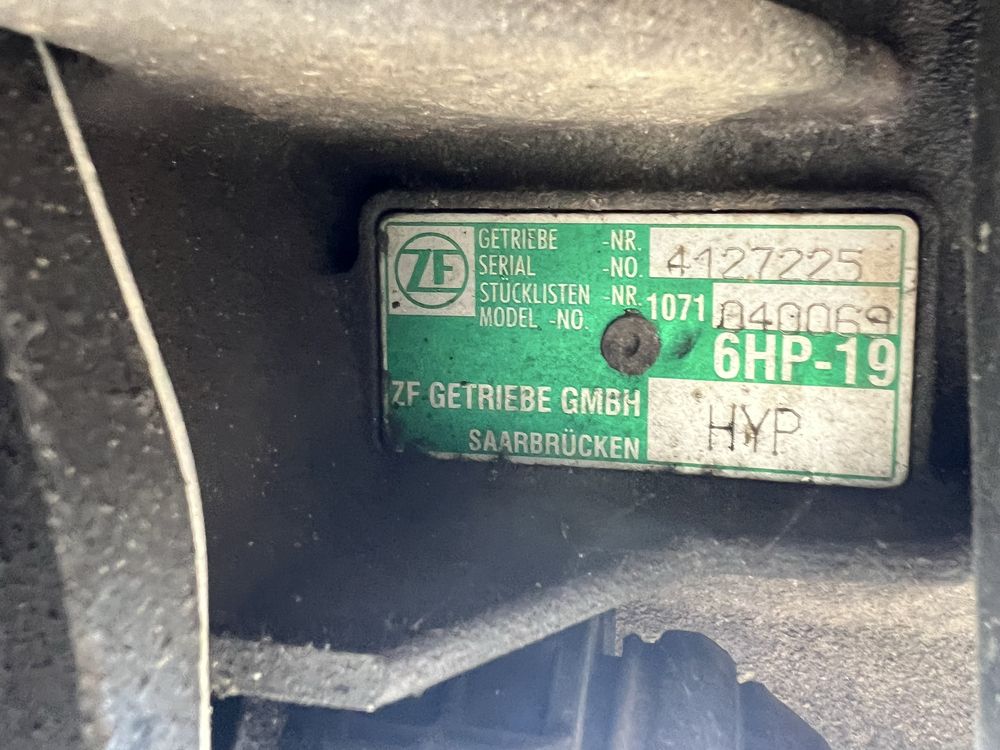 ZF
GETRIEBE -NR.
SERIAL -NO. 4127225
STÜCKLISTEN -NR.
MODEL -NO. 1071 040069
6HP-19
ZF GETRIEBE GMBH
SAARBRÜCKEN
HYP